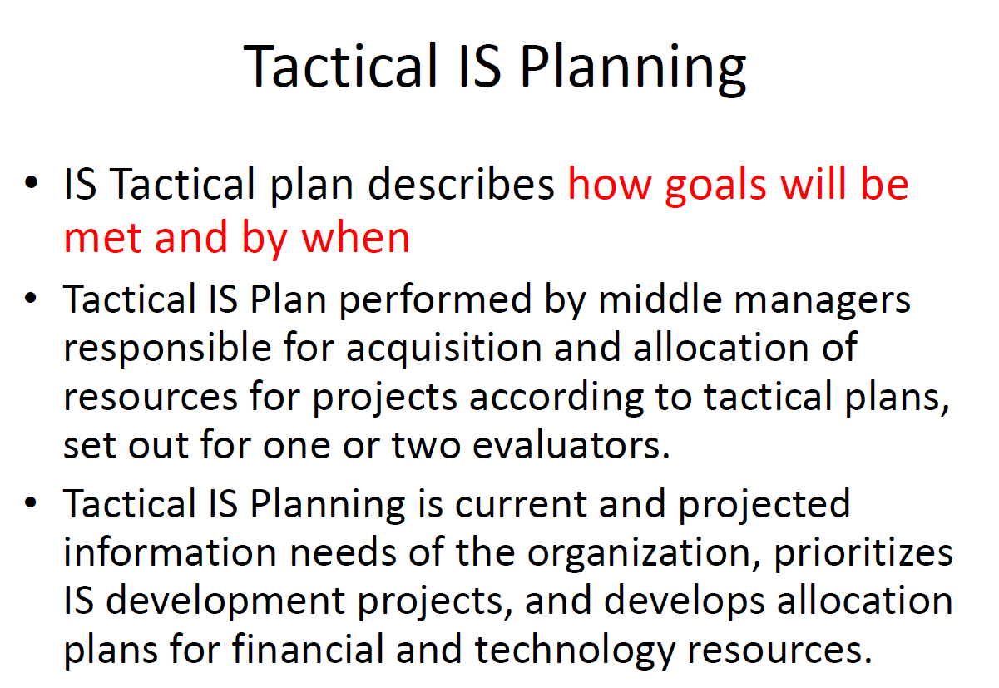 Tactical IS Planning
• IS Tactical plan describes how goals will be
met and by when
• Tactical IS Plan performed by middle managers
responsible for acquisition and allocation of
resources for projects according to tactical plans,
set out for one or two evaluators.
• Tactical IS Planning is current and projected
information needs of the organization, prioritizes
IS development projects, and develops allocation
plans for financial and technology resources.